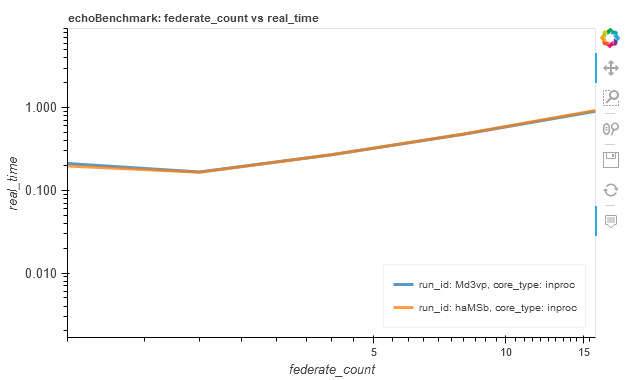 echoBenchmark: federate_count vs real_time
real_time
1.000
0.100
0.010
run_id: Md3vp, core_type: inproc
run_id: haMSb, core_type: inproc
5
10
15
federate_count